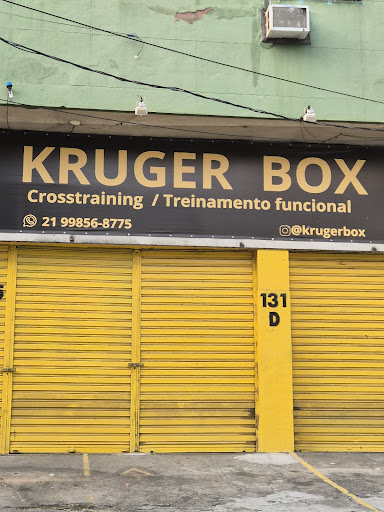 KRUGER BOX
Crosstraining / Treinamento funcional
21 99856-8775
@krugerbox
131
D